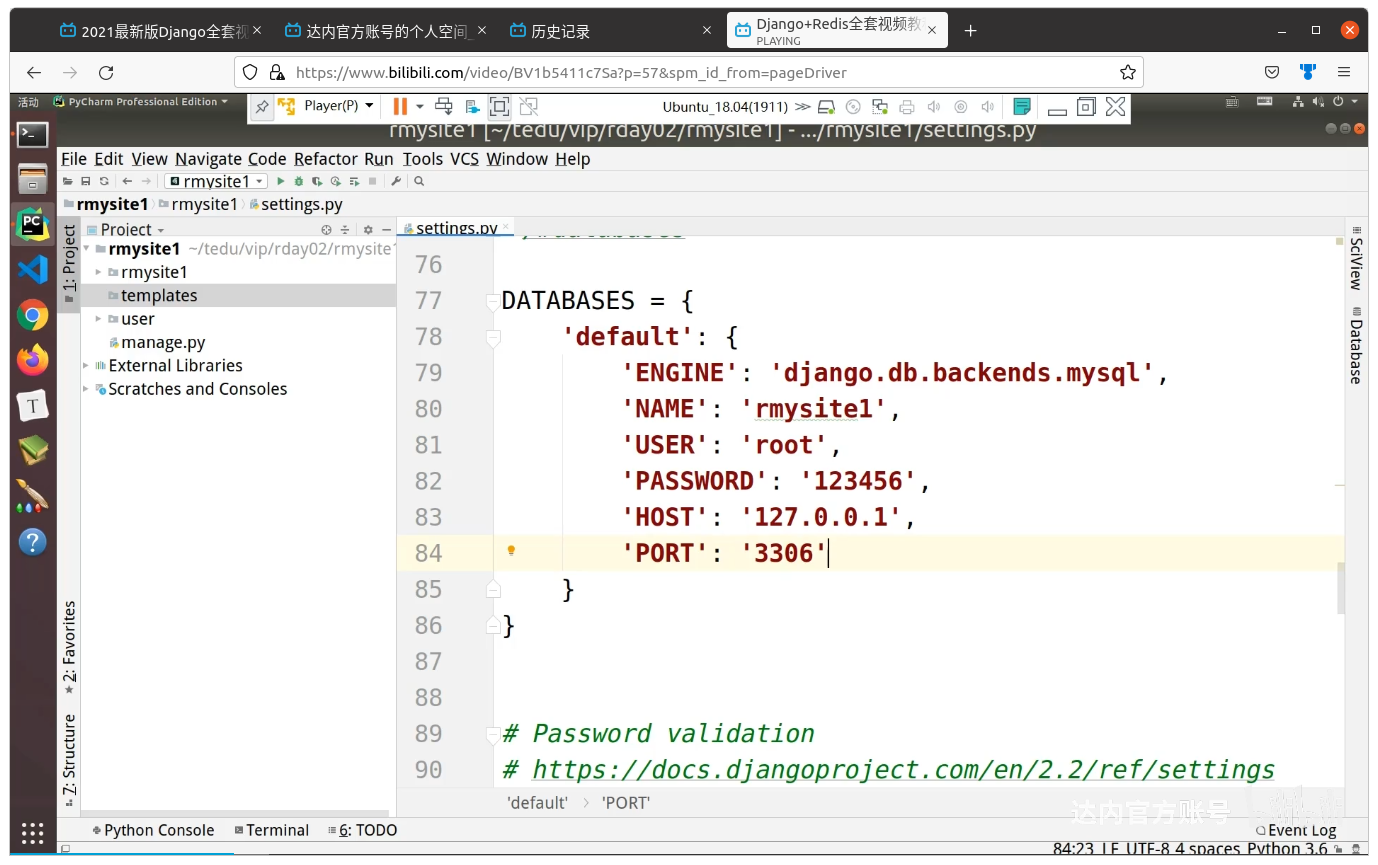 2021最新版Django全套视
达内官方账号的个人空间_
历史记录
Django+Redis全套视频教
PLAYING
https://www.bilibili.com/video/BV1b5411c7Sa?p=57&spm_id_from=pageDriver
活动 PyCharm Professional Edition
Player(P) Ubuntu_18.04(1911)
rmysite1 [~/tedu/vip/rday02/rmysite1] - .../rmysite1/settings.py
File Edit View Navigate Code Refactor Run Tools VCS Window Help
rmysite1
rmysite1 rmysite1 settings.py
Project
settings.py
rmysite1 ~/tedu/vip/rday02/rmysite1
rmysite1
templates
user
manage.py
External Libraries
Scratches and Consoles
1: Project
2: Favorites
7: Structure
76
77 DATABASES = {
78 'default': {
79 'ENGINE': 'django.db.backends.mysql',
80 'NAME': 'rmysite1',
81 'USER': 'root',
82 'PASSWORD': '123456',
83 'HOST': '127.0.0.1',
84 'PORT': '3306'
85 }
86 }
87
88
89 # Password validation
90 # https://docs.djangoproject.com/en/2.2/ref/settings
'default' > 'PORT'
SciView
Database
达内官方账号
Python Console Terminal 6: TODO Event Log
84:23 LF UTF-8 4 spaces Python 3.6